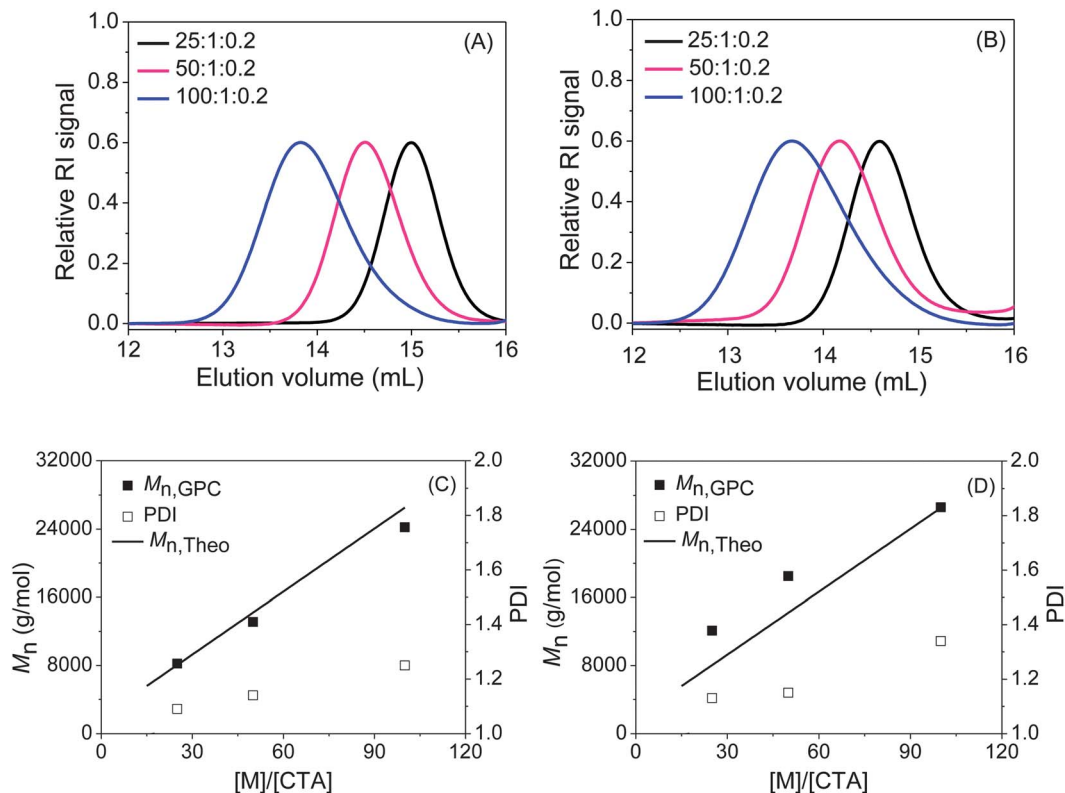 1.0
25:1:0.2
(A)
50:1:0.2
0.8
100:1:0.2
0.6
0.4
0.2
0.0
12 13 14 15 16
Relative RI signal
Elution volume (mL)
1.0
25:1:0.2
(B)
50:1:0.2
0.8
100:1:0.2
0.6
0.4
0.2
0.0
12 13 14 15 16
Relative RI signal
Elution volume (mL)
32000
24000
16000
8000
0
Mn (g/mol)
Mn,GPC
PDI
Mn,Theo
(C)
2.0
1.8
1.6
1.4
1.2
1.0
PDI
0 30 60 90 120
[M]/[CTA]
32000
24000
16000
8000
0
Mn (g/mol)
Mn,GPC
PDI
Mn,Theo
(D)
2.0
1.8
1.6
1.4
1.2
1.0
PDI
0 30 60 90 120
[M]/[CTA]